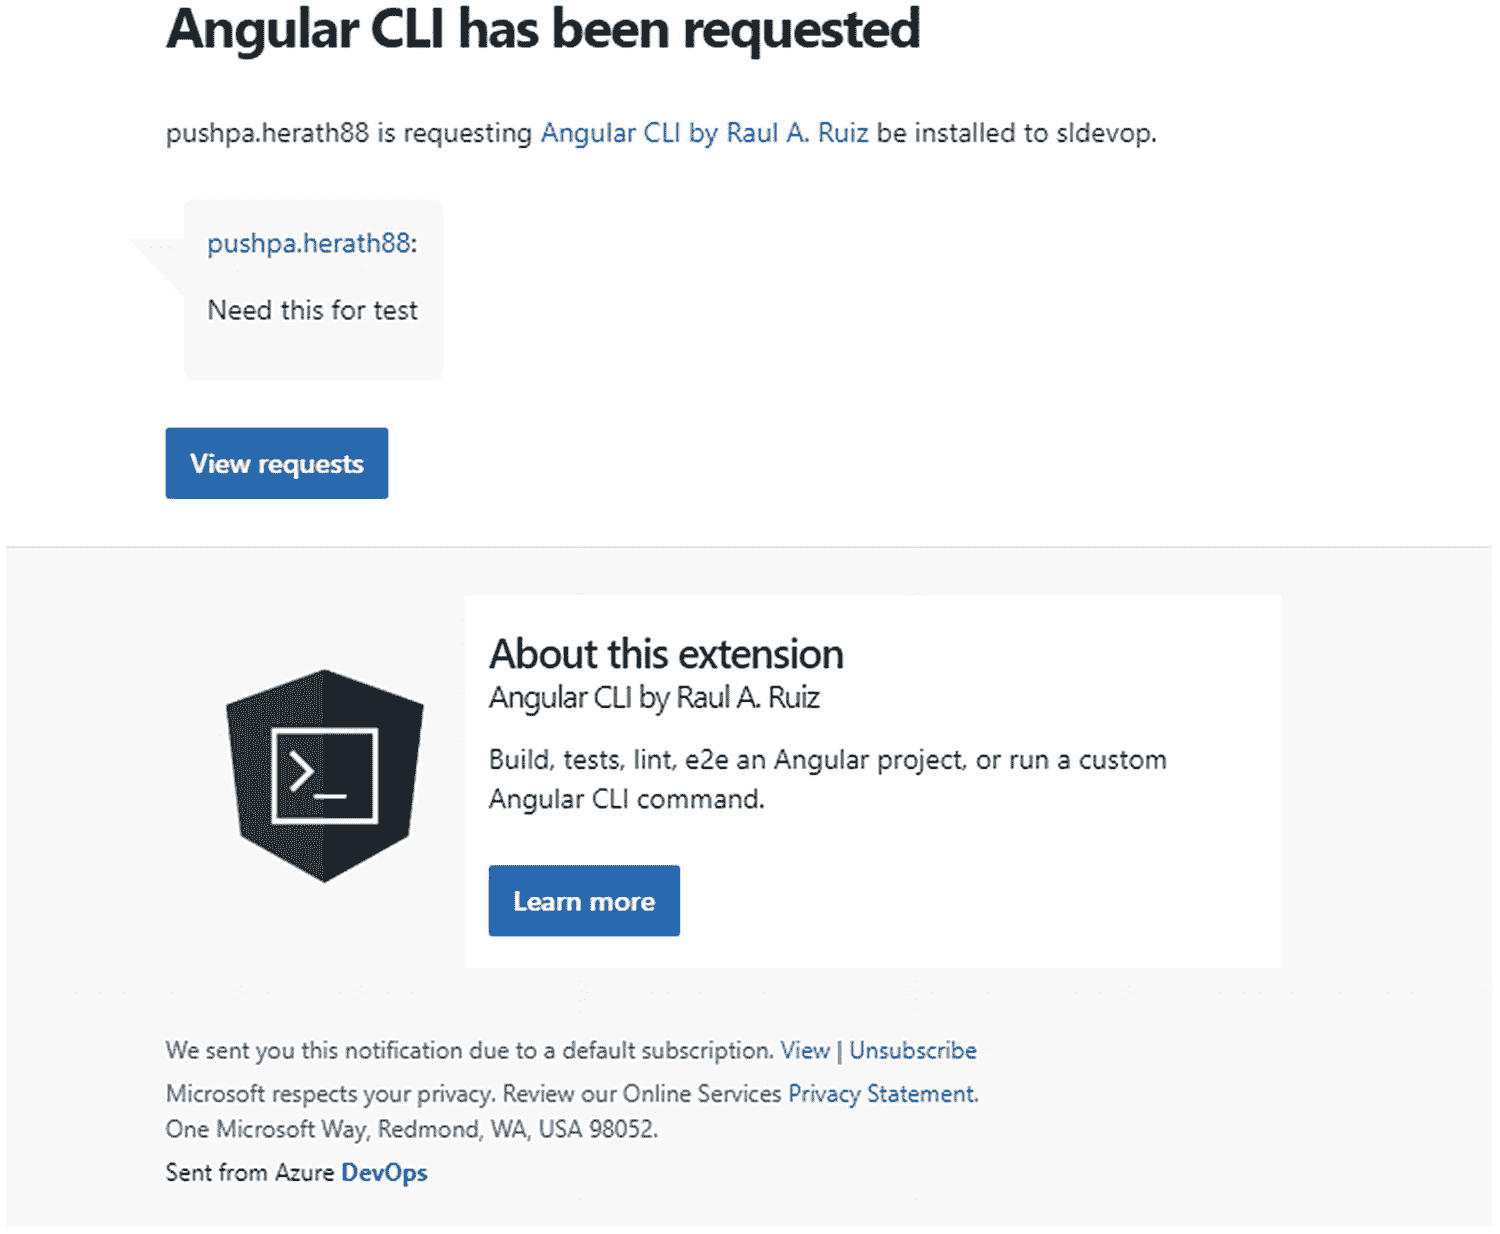 Angular CLI has been requested
pushpa.herath88 is requesting Angular CLI by Raul A. Ruiz be installed to sldevop.
pushpa.herath88:
Need this for test
View requests
About this extension
Angular CLI by Raul A. Ruiz
Build, tests, lint, e2e an Angular project, or run a custom
Angular CLI command.
Learn more
We sent you this notification due to a default subscription. View | Unsubscribe
Microsoft respects your privacy. Review our Online Services Privacy Statement.
One Microsoft Way, Redmond, WA, USA 98052.
Sent from Azure DevOps